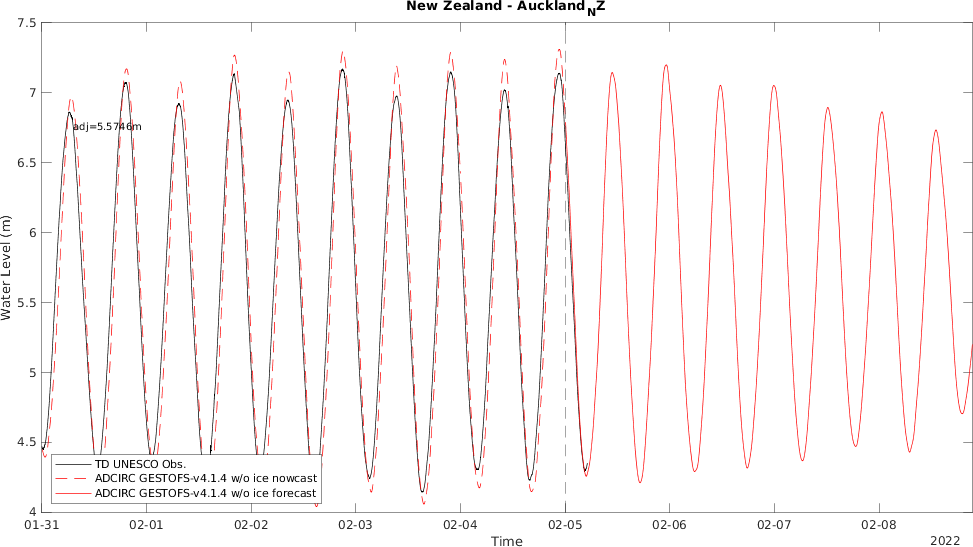 New Zealand - Auckland_NZ
7.5
7
6.5
6
5.5
5
4.5
4
Water Level (m)
adj=5.5746m
TD UNESCO Obs.
ADCIRC GESTOFS-v4.1.4 w/o ice nowcast
ADCIRC GESTOFS-v4.1.4 w/o ice forecast
01-31
02-01
02-02
02-03
02-04
02-05
02-06
02-07
02-08
Time
2022